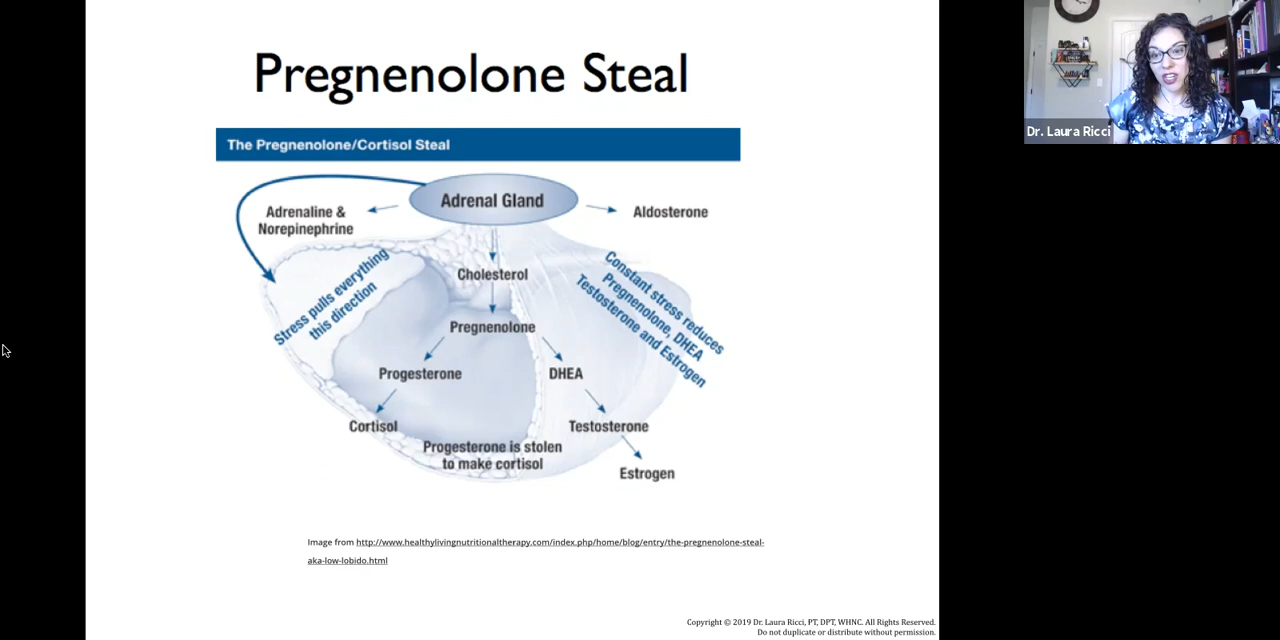 Pregnenolone Steal
Dr. Laura Ricci
The Pregnenolone/Cortisol Steal
Adrenal Gland
Adrenaline &
Norepinephrine
Aldosterone
Stress pulls everything
this direction
Cholesterol
Constant stress reduces
Pregnenolone, DHEA
Testosterone and Estrogen
Pregnenolone
Progesterone
DHEA
Cortisol
Testosterone
Progesterone is stolen
to make cortisol
Estrogen
Image from http://www.healthylivingnutritionaltherapy.com/index.php/home/blog/entry/the-pregnenolone-steal-
aka-low-lobido.html
Copyright © 2019 Dr. Laura Ricci, PT, DPT, WHNC. All Rights Reserved.
Do not duplicate or distribute without permission.